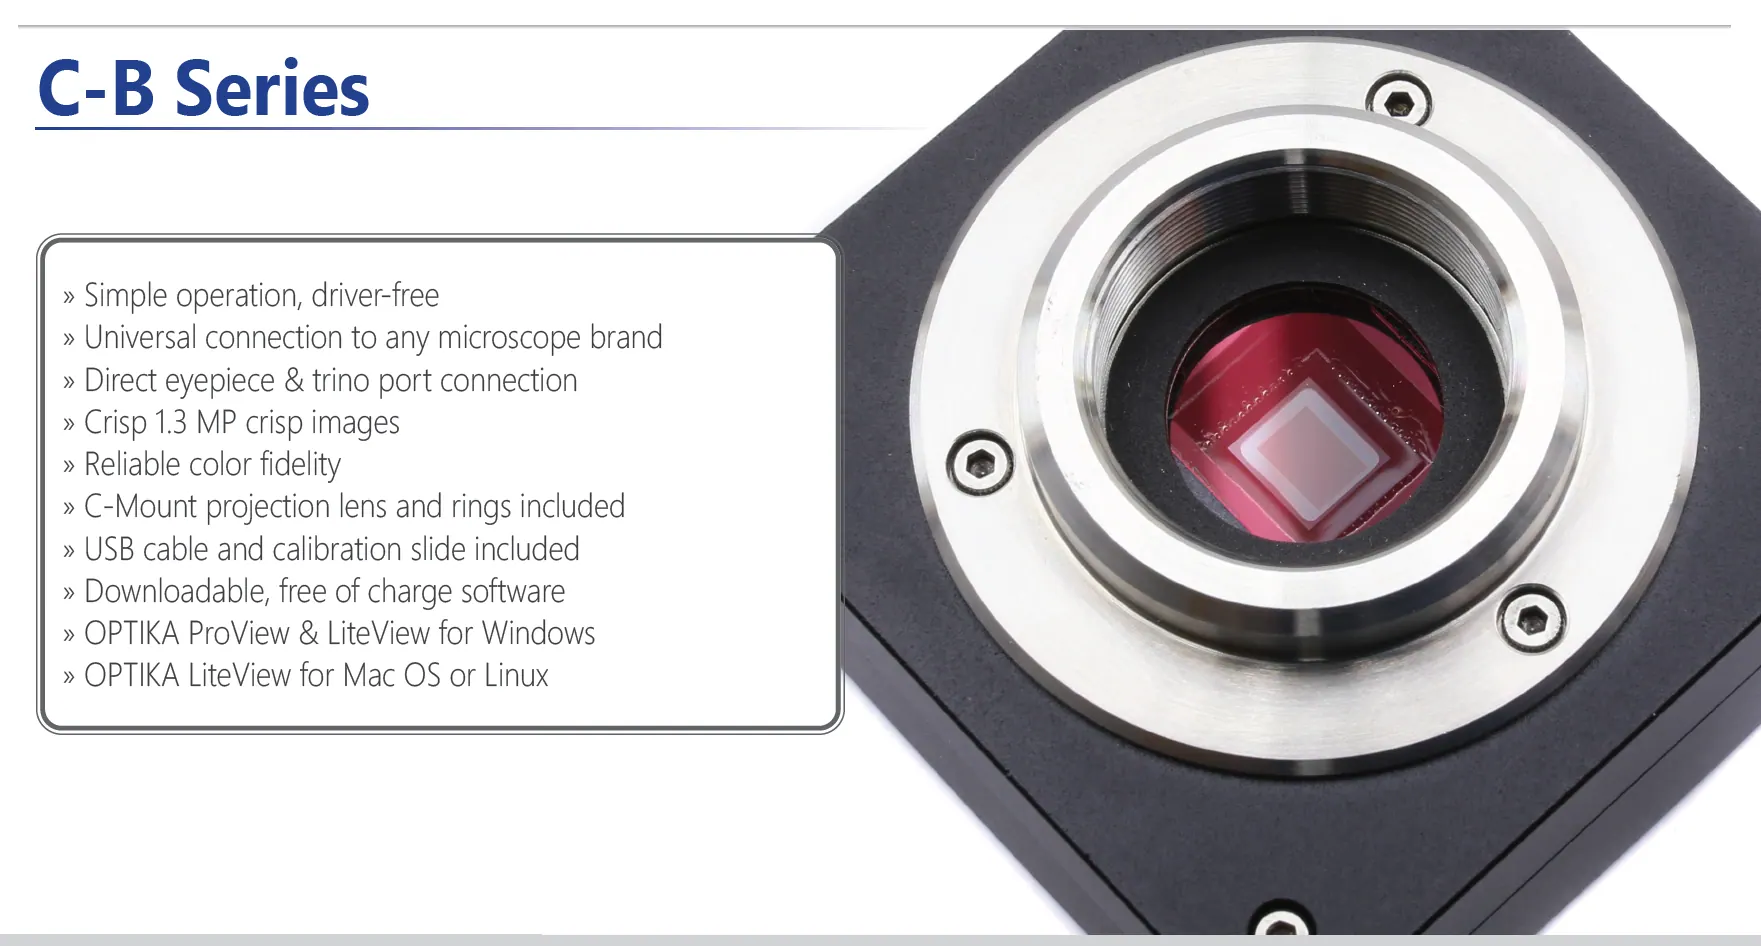 C-B Series
» Simple operation, driver-free
» Universal connection to any microscope brand
» Direct eyepiece & trino port connection
» Crisp 1.3 MP crisp images
» Reliable color fidelity
» C-Mount projection lens and rings included
» USB cable and calibration slide included
» Downloadable, free of charge software
» OPTIKA ProView & LiteView for Windows
» OPTIKA LiteView for Mac OS or Linux